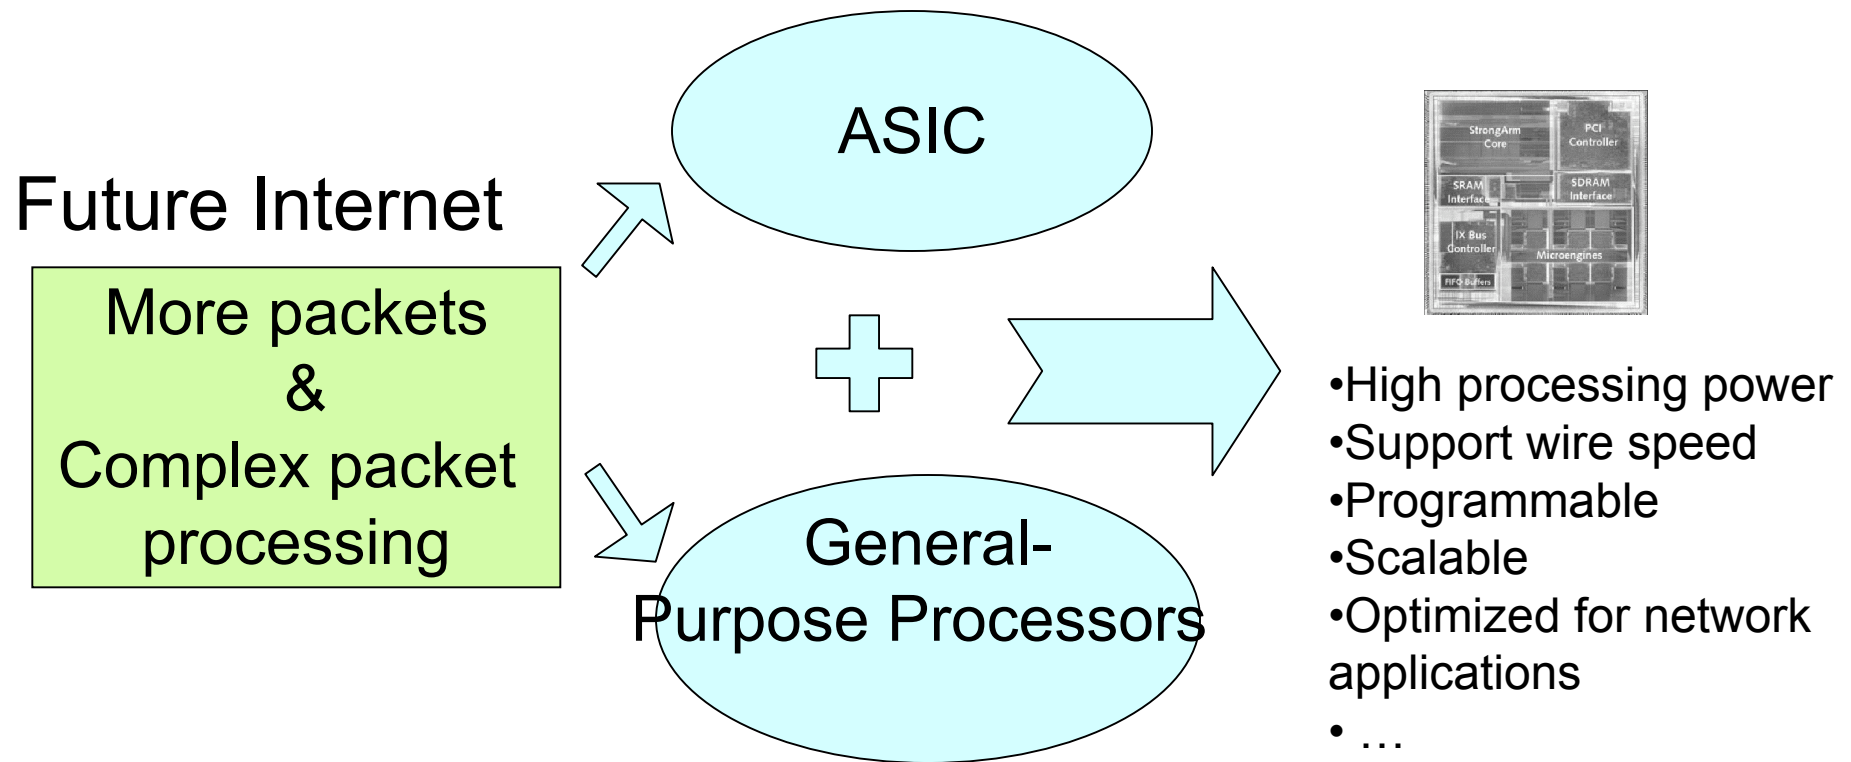 Future Internet
More packets
&
Complex packet
processing
ASIC
General-
Purpose Processors
StrongArm
Core
PCI
Controller
SRAM
Interface
SDRAM
Interface
IX Bus
Controller
Microengines
FIFO Buffers
•High processing power
•Support wire speed
•Programmable
•Scalable
•Optimized for network
applications
• …